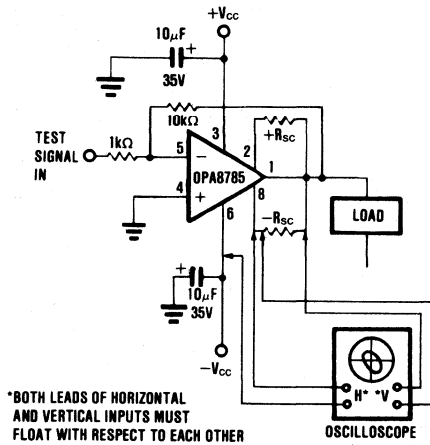 +VCC
10µF
+
35V
10kΩ
3
+RSC
TEST
SIGNAL
IN
1kΩ
5
−
2
1
OPA8785
4
+
8
6
−RSC
LOAD
+
10µF
35V
−VCC
H* *V
OSCILLOSCOPE
*BOTH LEADS OF HORIZONTAL
AND VERTICAL INPUTS MUST
FLOAT WITH RESPECT TO EACH OTHER